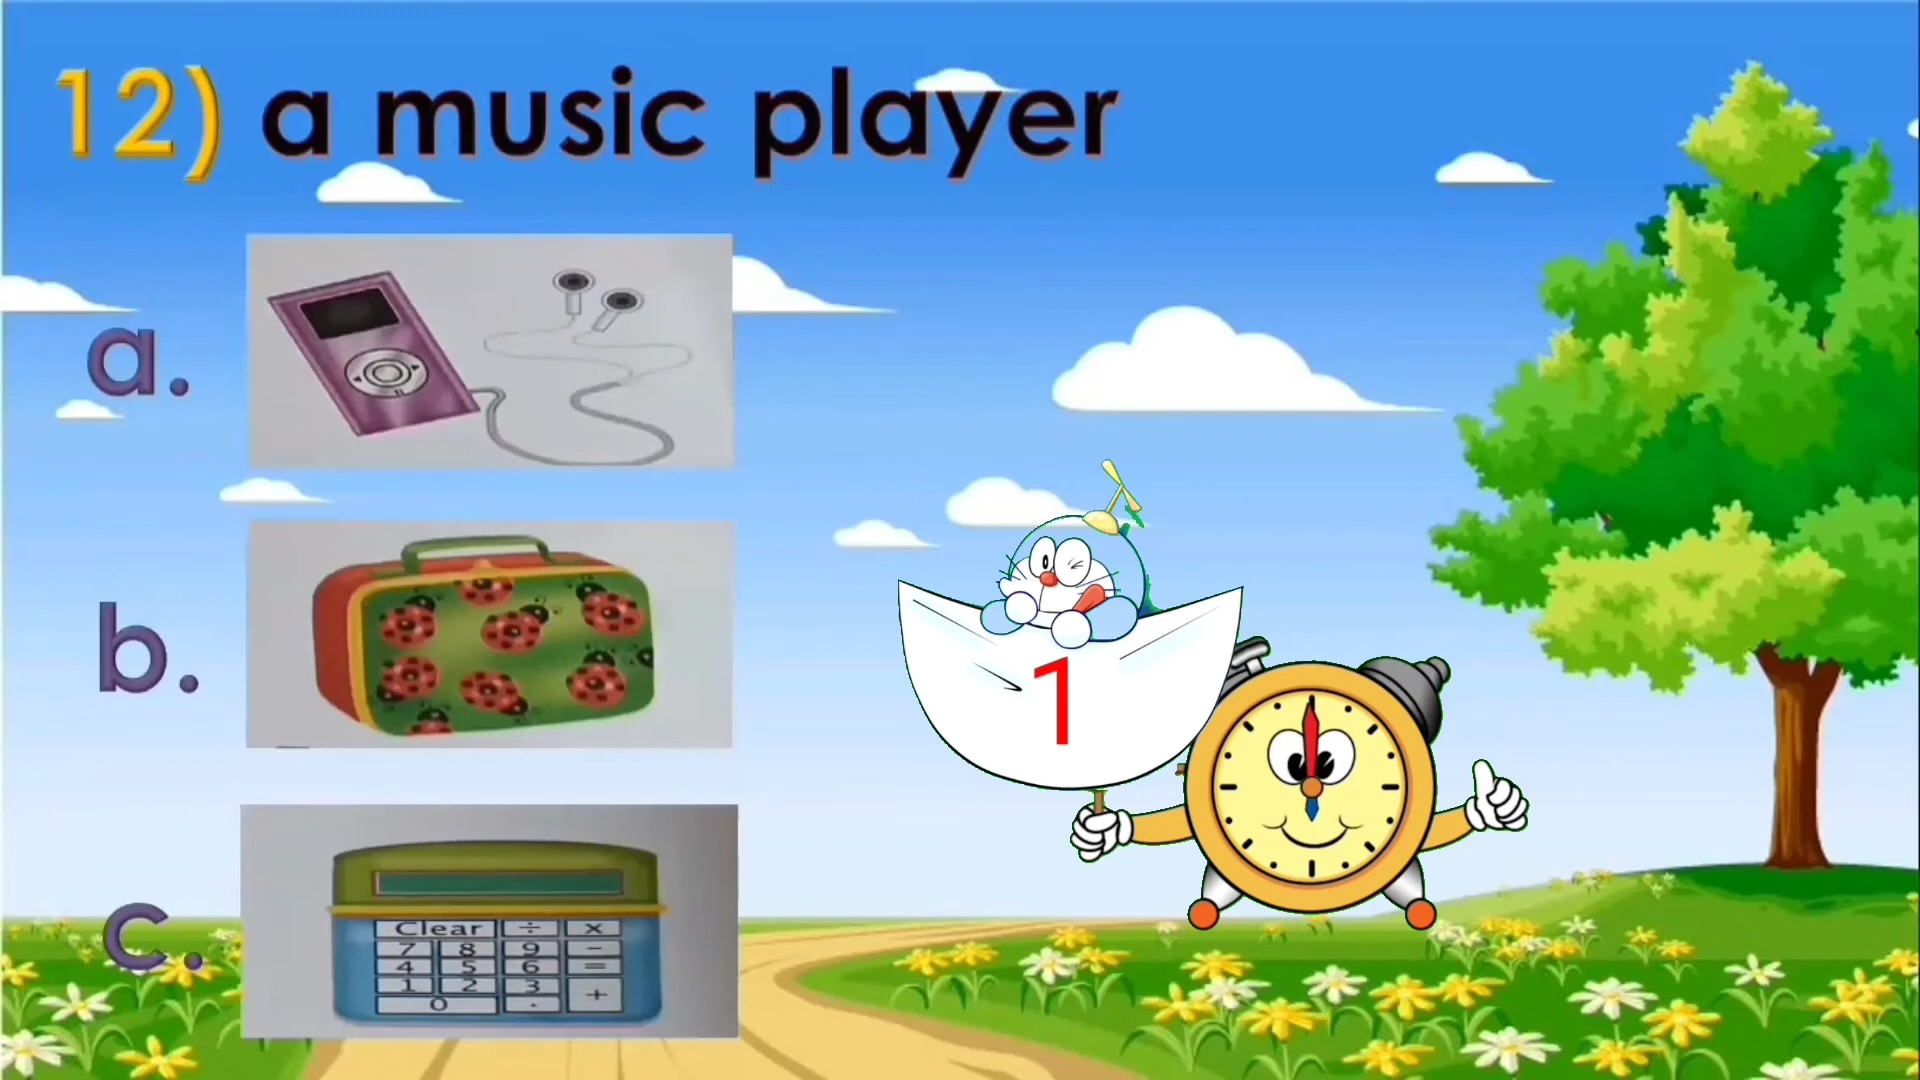 12) a music player
a.
b.
1
c.
Clear ÷ x
7 8 9 −
4 5 6 =
1 2 3 +
0 .